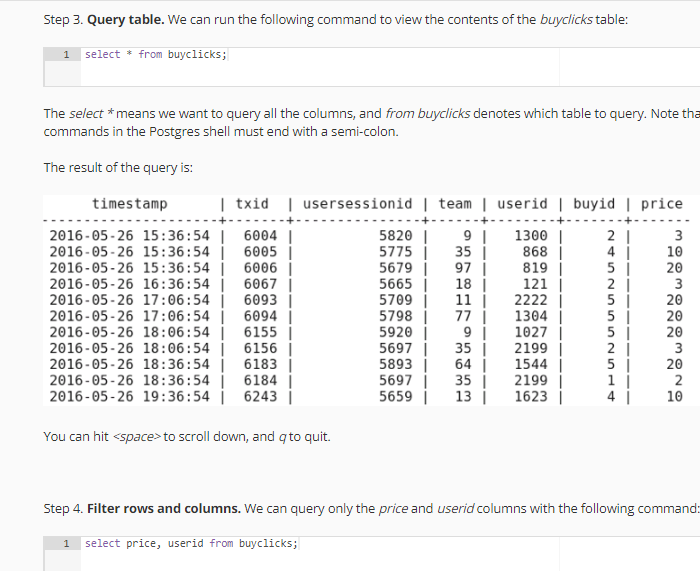 Step 3. Query table. We can run the following command to view the contents of the buyclicks table:
1 select * from buyclicks;
The select * means we want to query all the columns, and from buyclicks denotes which table to query. Note
commands in the Postgres shell must end with a semi-colon.
The result of the query is:
timestamp | txid | usersessionid | team | userid | buyid | price
---------------------+------+---------------+------+--------+-------+-------
2016-05-26 15:36:54 | 6004 | 5820 | 9 | 1300 | 2 | 3
2016-05-26 15:36:54 | 6005 | 5775 | 35 | 868 | 4 | 10
2016-05-26 15:36:54 | 6006 | 5679 | 97 | 819 | 5 | 20
2016-05-26 16:36:54 | 6067 | 5665 | 18 | 121 | 2 | 3
2016-05-26 17:06:54 | 6093 | 5709 | 11 | 2222 | 5 | 20
2016-05-26 17:06:54 | 6094 | 5798 | 77 | 1304 | 5 | 20
2016-05-26 18:06:54 | 6155 | 5920 | 9 | 1027 | 5 | 20
2016-05-26 18:06:54 | 6156 | 5697 | 35 | 2199 | 2 | 3
2016-05-26 18:36:54 | 6183 | 5893 | 64 | 1544 | 5 | 20
2016-05-26 18:36:54 | 6184 | 5697 | 35 | 2199 | 1 | 2
2016-05-26 19:36:54 | 6243 | 5659 | 13 | 1623 | 4 | 10
You can hit <space> to scroll down, and q to quit.
Step 4. Filter rows and columns. We can query only the price and userid columns with the following command:
1 select price, userid from buyclicks;